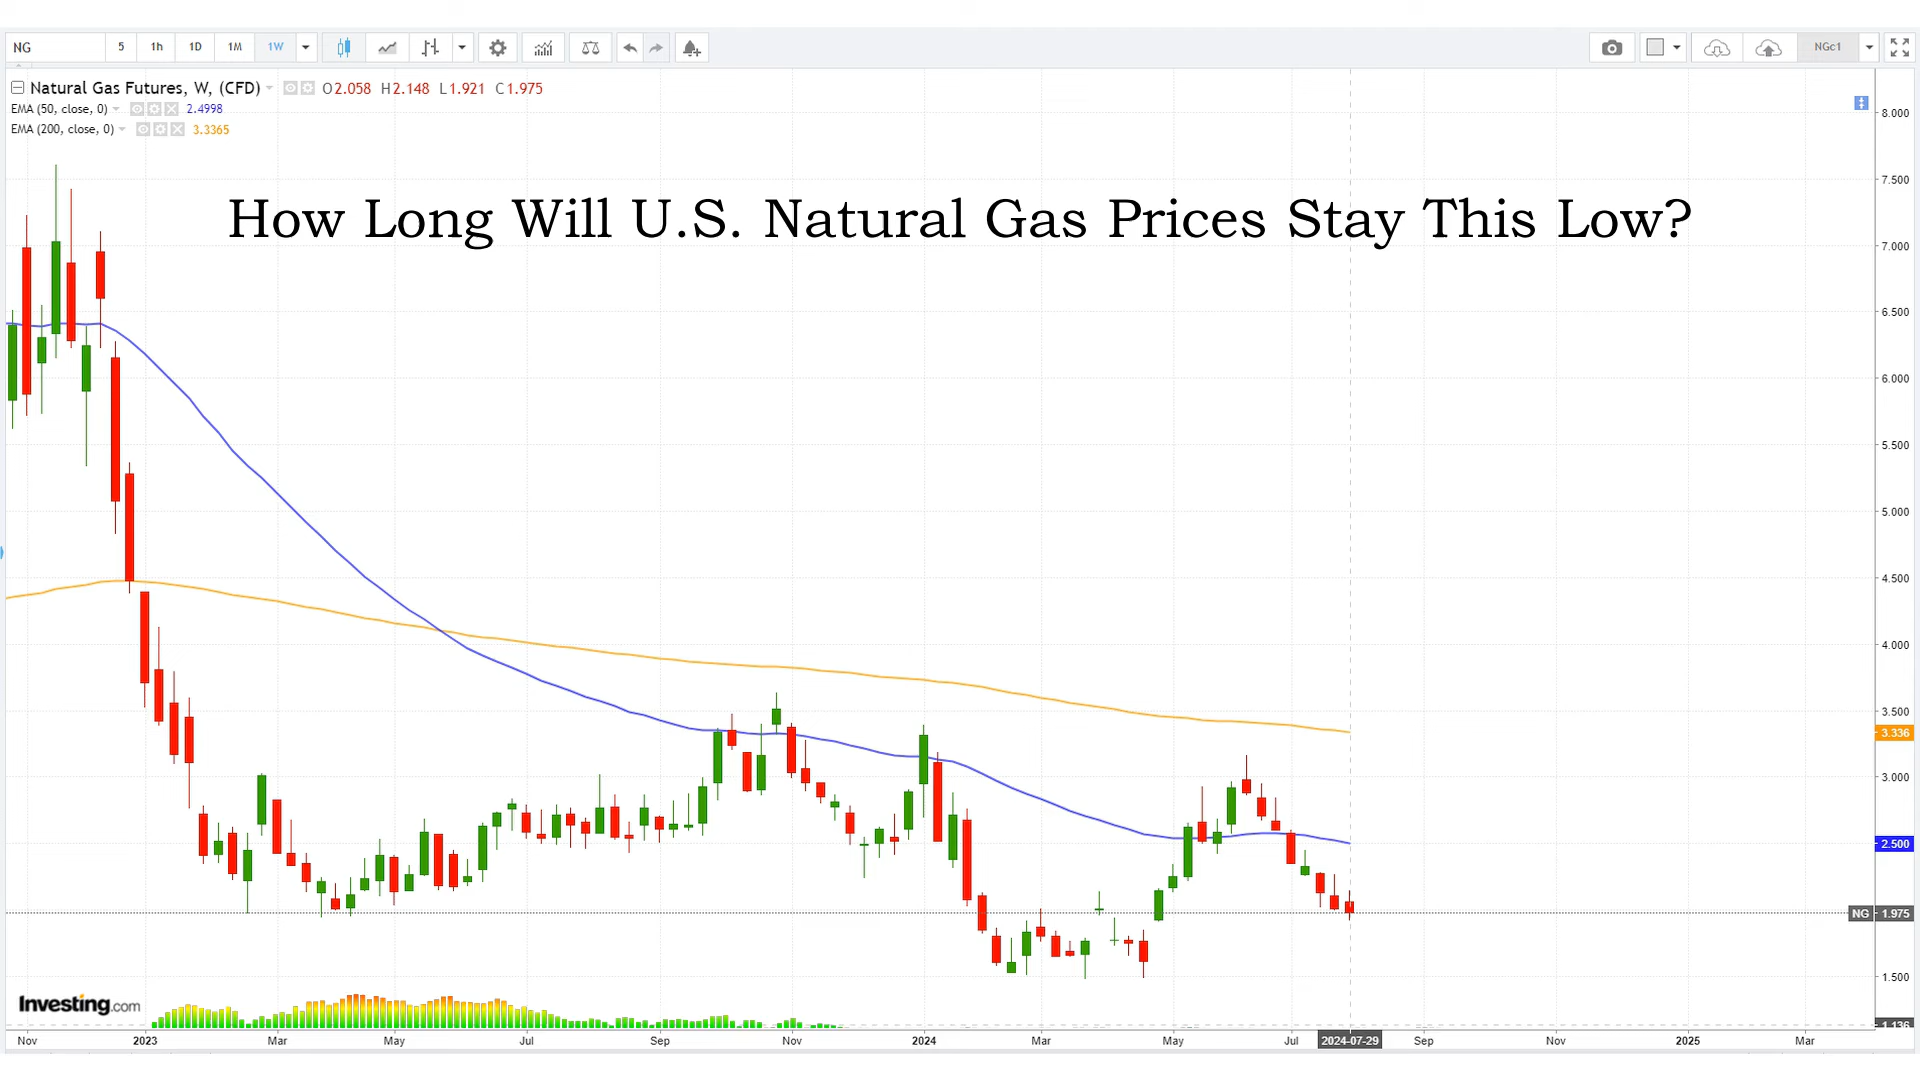 NG 5 1h 1D 1M 1W NGc1
Natural Gas Futures, W, (CFD) O2.058 H2.148 L1.921 C1.975
EMA (50, close, 0) 2.4998
EMA (200, close, 0) 3.3365
How Long Will U.S. Natural Gas Prices Stay This Low?
8.000
7.500
7.000
6.500
6.000
5.500
5.000
4.500
4.000
3.500
3.336
3.000
2.500
NG 1.975
1.500
1.136
Investing.com
Nov 2023 Mar May Jul Sep Nov 2024 Mar May Jul 2024-07-29 Sep Nov 2025 Mar